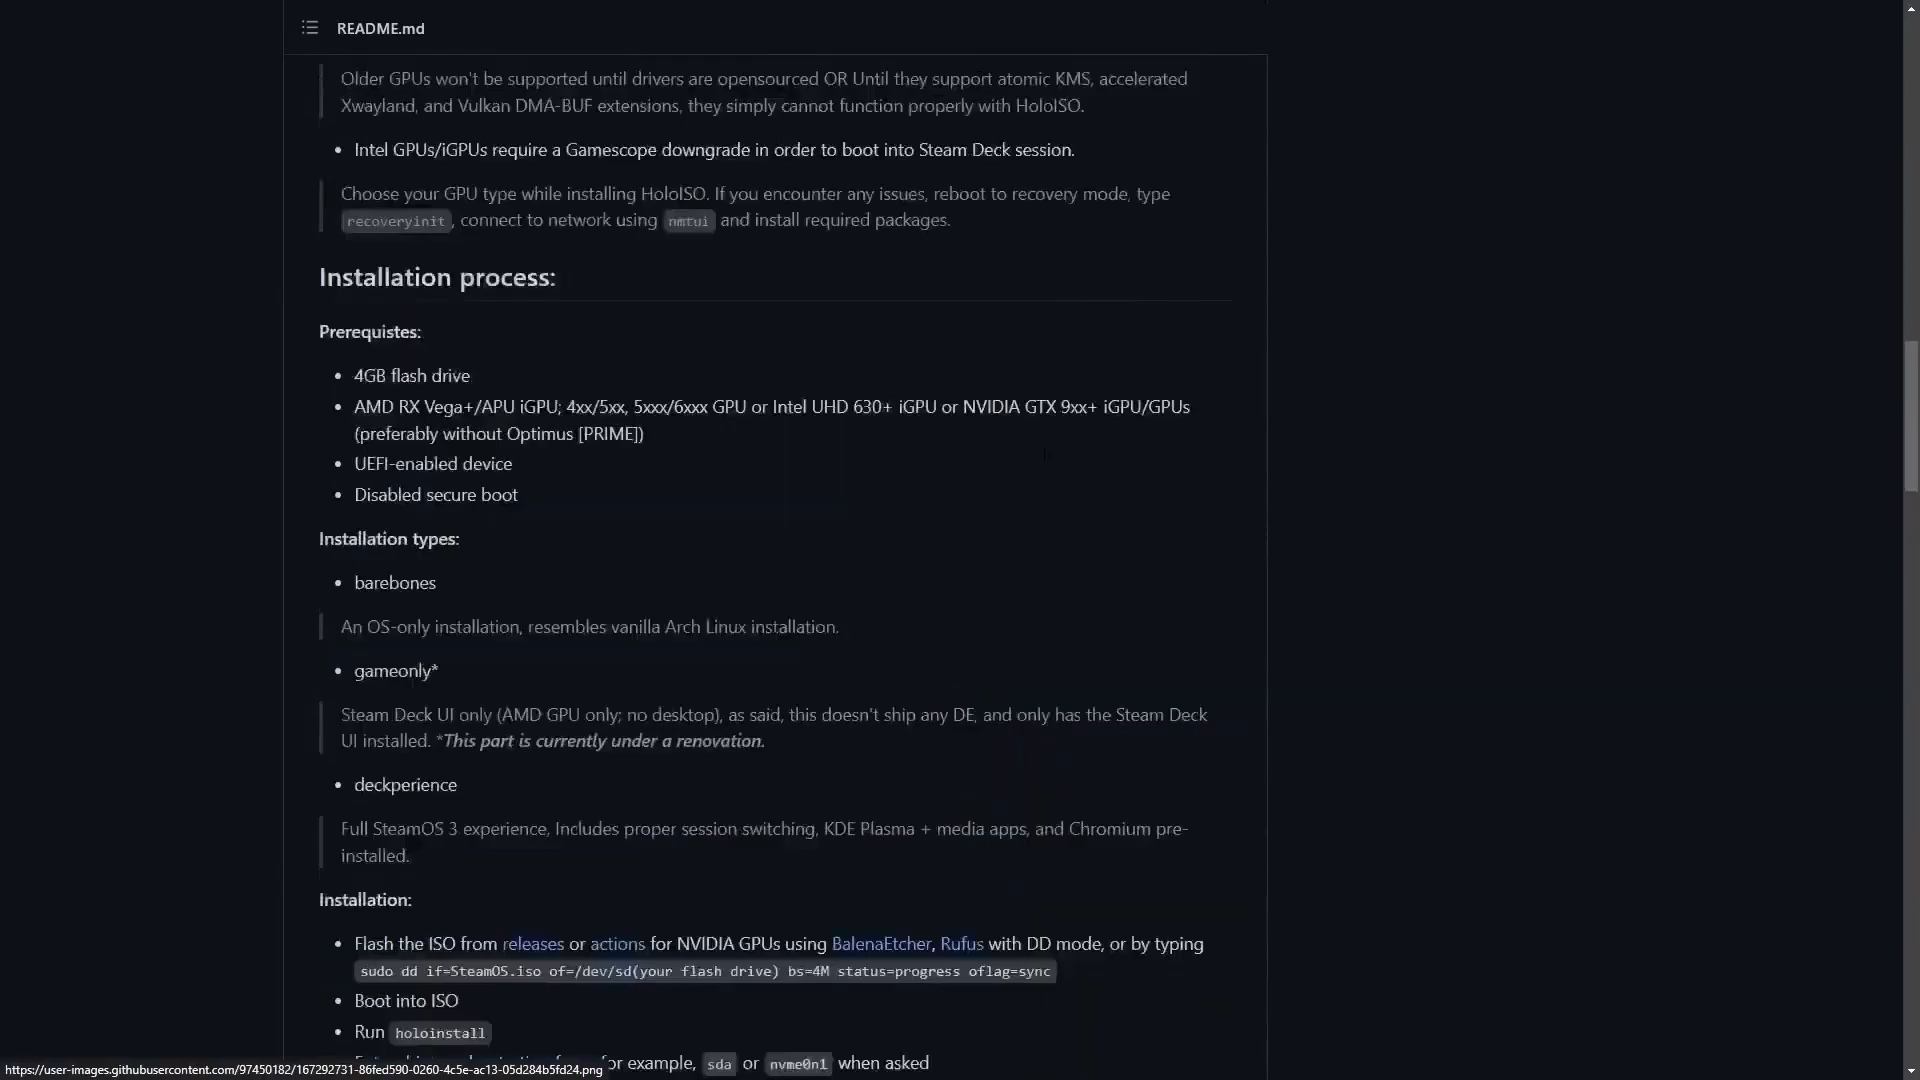 README.md
Older GPUs won't be supported until drivers are opensourced OR Until they support atomic KMS, accelerated
Xwayland, and Vulkan DMA-BUF extensions, they simply cannot function properly with HoloISO.
• Intel GPUs/iGPUs require a Gamescope downgrade in order to boot into Steam Deck session.
Choose your GPU type while installing HoloISO. If you encounter any issues, reboot to recovery mode, type
recoveryinit, connect to network using nmtui and install required packages.
Installation process:
Prerequistes:
• 4GB flash drive
• AMD RX Vega+/APU iGPU; 4xx/5xx, 5xxx/6xxx GPU or Intel UHD 630+ iGPU or NVIDIA GTX 9xx+ iGPU/GPUs
(preferably without Optimus [PRIME])
• UEFI-enabled device
• Disabled secure boot
Installation types:
• barebones
An OS-only installation, resembles vanilla Arch Linux installation.
• gameonly*
Steam Deck UI only (AMD GPU only; no desktop), as said, this doesn't ship any DE, and only has the Steam Deck
UI installed. *This part is currently under a renovation.
• deckperience
Full SteamOS 3 experience, Includes proper session switching, KDE Plasma + media apps, and Chromium pre-
installed.
Installation:
• Flash the ISO from releases or actions for NVIDIA GPUs using BalenaEtcher, Rufus with DD mode, or by typing
sudo dd if=SteamOS.iso of=/dev/sd(your flash drive) bs=4M status=progress oflag=sync
• Boot into ISO
• Run holoinstall
or example, sda or nvme0n1 when asked
https://user-images.githubusercontent.com/97450182/167292731-86fed590-0260-4c5e-ac13-05d284b5fd24.png